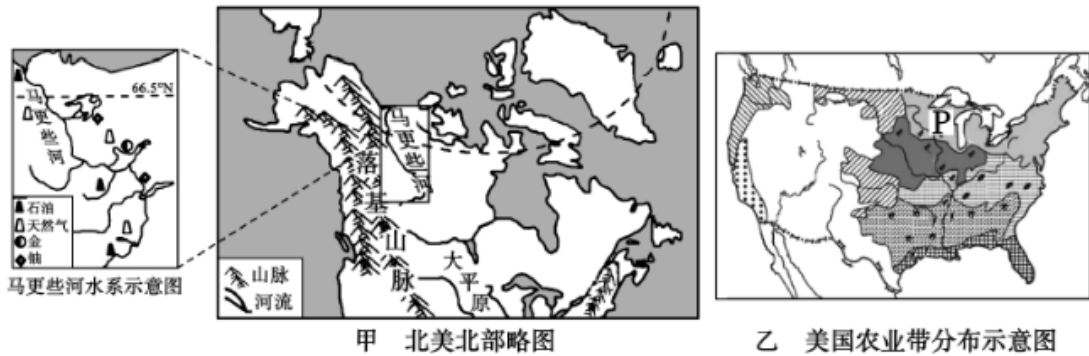 66.5°N
马更些河
石油
天然气
金
铀
马更些河水系示意图
马更些河
落基山脉
大平原
山脉
河流
甲 北美北部略图
P
乙 美国农业带分布示意图